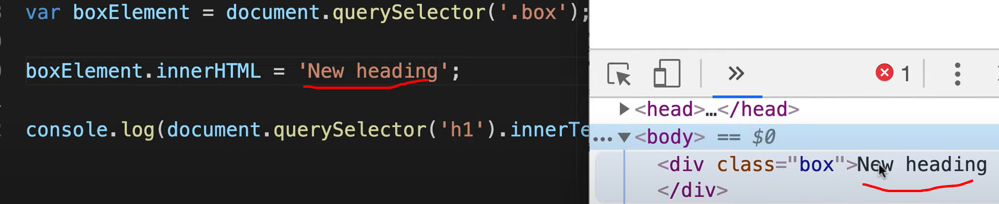 var boxElement = document.querySelector('.box');
boxElement.innerHTML = 'New heading';
console.log(document.querySelector('h1').innerTe
1
<head>…</head>
<body> == $0
<div class="box">New heading
</div>